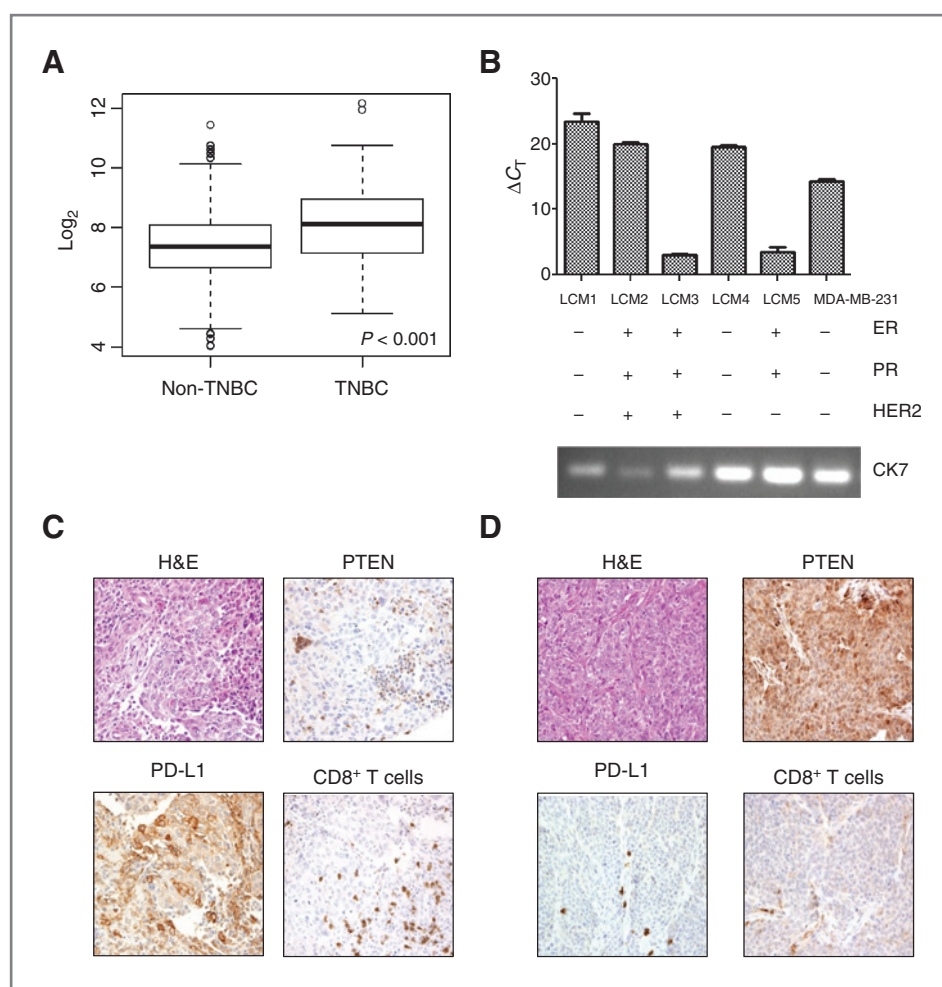 A
Log2
12
10
8
6
4
P < 0.001
Non-TNBC TNBC
B
ΔCT
30
20
10
0
LCM1 LCM2 LCM3 LCM4 LCM5 MDA-MB-231
– + + – + – ER
– + + – + – PR
– + + – – – HER2
CK7
C
H&E PTEN
PD-L1 CD8+ T cells
D
H&E PTEN
PD-L1 CD8+ T cells